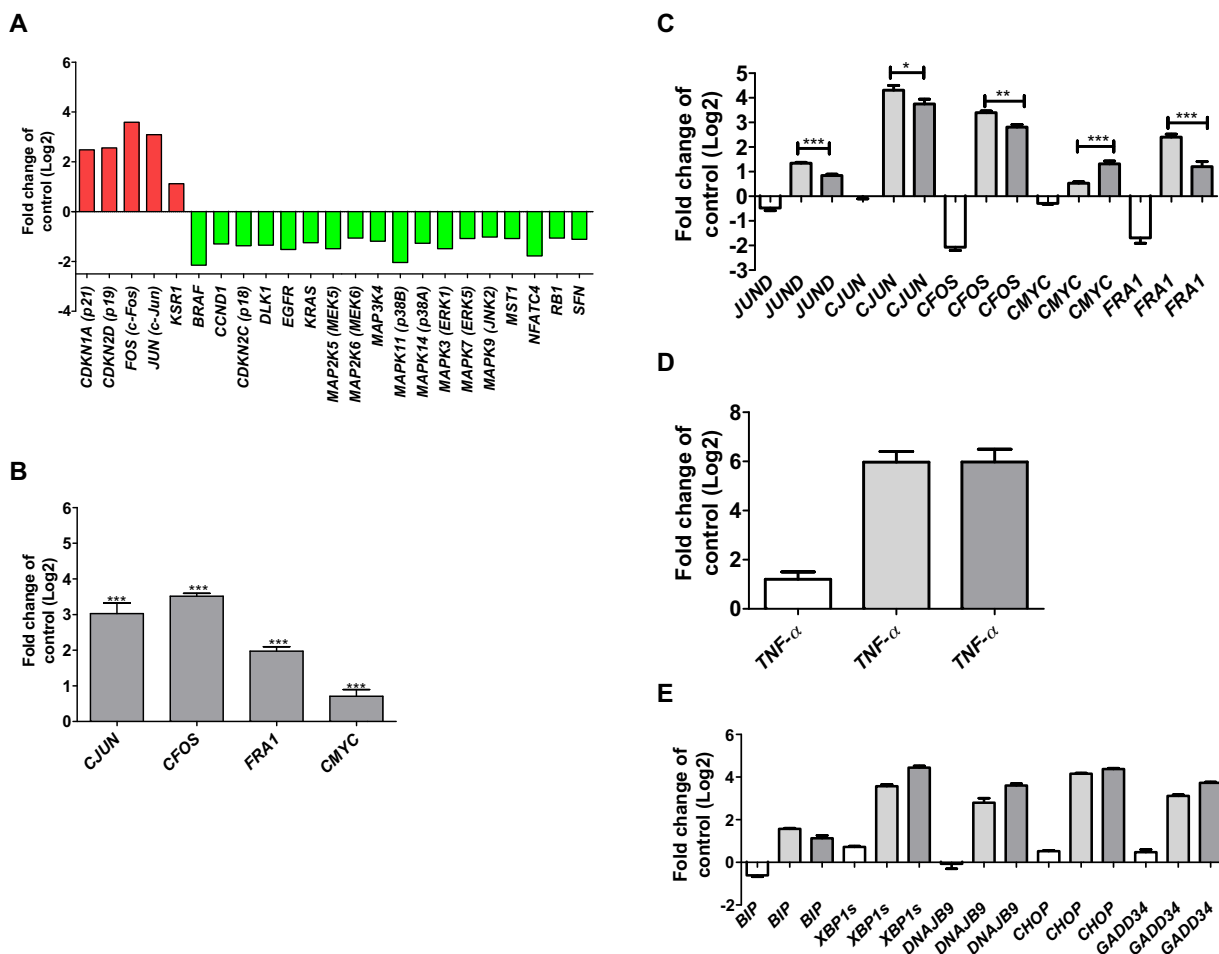 A
Fold change of
control (Log2)
6
4
2
0
-2
-4
CDKN1A (p21)
CDKN2D (p19)
FOS (c-Fos)
JUN (c-Jun)
KSR1
BRAF
CCND1
CDKN2C (p18)
DLK1
EGFR
KRAS
MAP2K5 (MEK5)
MAP2K6 (MEK6)
MAP3K4
MAPK11 (p38B)
MAPK14 (p38A)
MAPK3 (ERK1)
MAPK7 (ERK5)
MAPK9 (JNK2)
MST1
NFATC4
RB1
SFN
B
Fold change of
control (Log2)
6
5
4
3
2
1
0
***
***
***
***
CJUN
CFOS
FRA1
CMYC
C
Fold change of
control (Log2)
5
4
3
2
1
0
-1
-2
-3
***
*
**
***
***
JUND
JUND
JUND
CJUN
CJUN
CJUN
CFOS
CFOS
CFOS
CMYC
CMYC
CMYC
FRA1
FRA1
FRA1
D
Fold change of
control (Log2)
8
6
4
2
0
TNF-α
TNF-α
TNF-α
E
Fold change of
control (Log2)
6
4
2
0
-2
BIP
BIP
BIP
XBP1s
XBP1s
XBP1s
DNAJB9
DNAJB9
DNAJB9
CHOP
CHOP
CHOP
GADD34
GADD34
GADD34